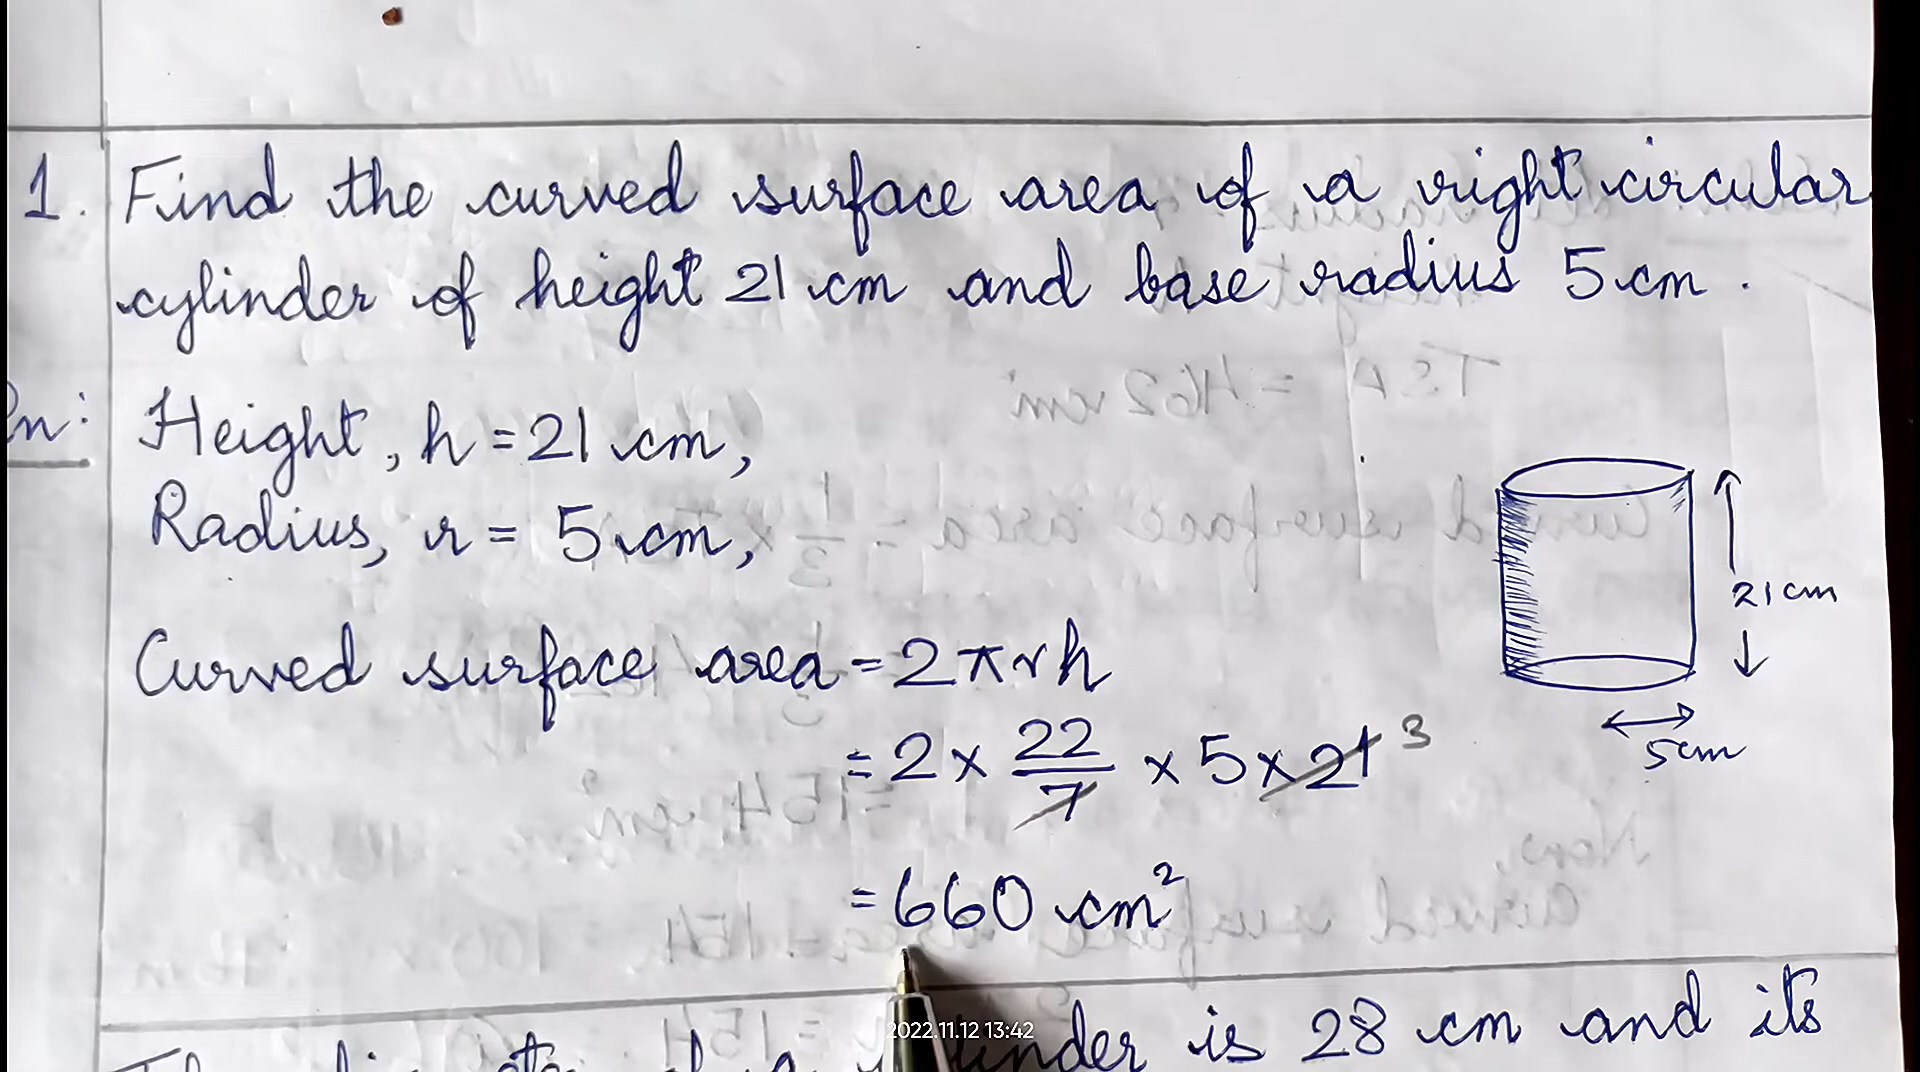 1. Find the curved surface area of a right circular
cylinder of height 21 cm and base radius 5 cm.
Height, h = 21 cm,
Radius, r = 5 cm,
21 cm
5cm
Curved surface area = 2πrh
= 2 × 22/7 × 5 × 21 3
= 660 cm²
2022.11.12 13:42
is 28 cm and its